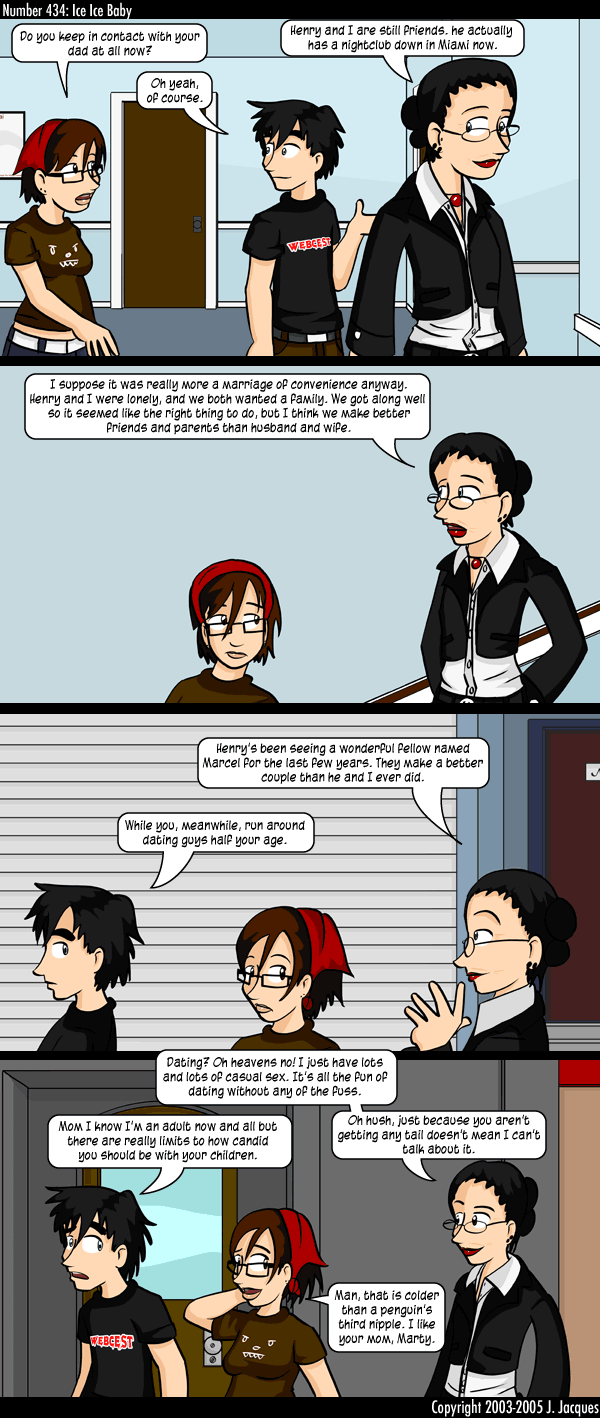 Number 434: Ice Ice Baby
Do you keep in contact with your
dad at all now?
Oh yeah,
of course.
Henry and I are still friends. he actually
has a nightclub down in Miami now.
WEBCEST
I suppose it was really more a marriage of convenience anyway.
Henry and I were lonely, and we both wanted a family. We got along well
so it seemed like the right thing to do, but I think we make better
friends and parents than husband and wife.
Henry's been seeing a wonderful fellow named
Marcel for the last few years. They make a better
couple than he and I ever did.
While you, meanwhile, run around
dating guys half your age.
Dating? Oh heavens no! I just have lots
and lots of casual sex. It's all the fun of
dating without any of the fuss.
Mom I know I'm an adult now and all but
there are really limits to how candid
you should be with your children.
Oh hush, just because you aren't
getting any tail doesn't mean I can't
talk about it.
Man, that is colder
than a penguin's
third nipple. I like
your mom, Marty.
WEBCEST
Copyright 2003-2005 J. Jacques